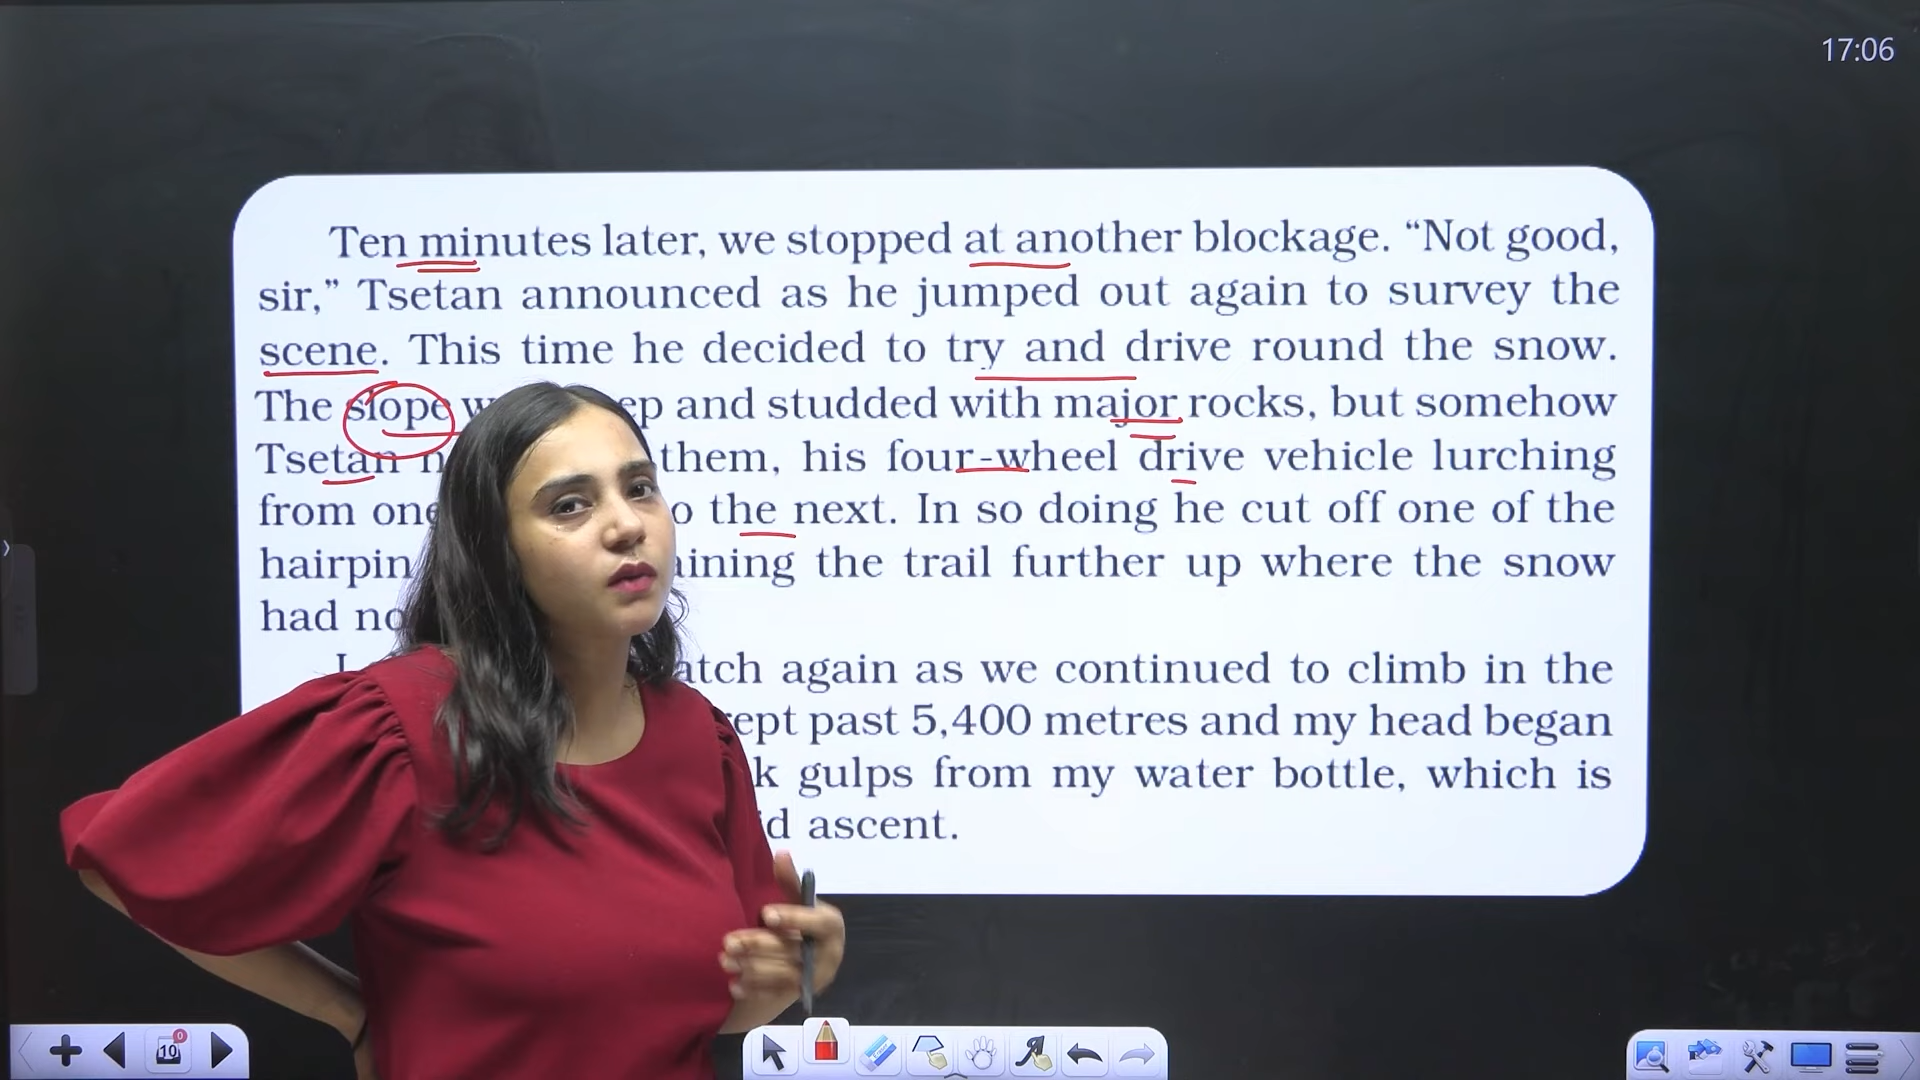 17:06
Ten minutes later, we stopped at another blockage. “Not good,
sir,” Tsetan announced as he jumped out again to survey the
scene. This time he decided to try and drive round the snow.
The slope and studded with major rocks, but somehow
Tsetan them, his four-wheel drive vehicle lurching
from one the next. In so doing he cut off one of the
hairpin the trail further up where the snow
had
again as we continued to climb in the
past 5,400 metres and my head began
gulps from my water bottle, which is
ascent.
10
0